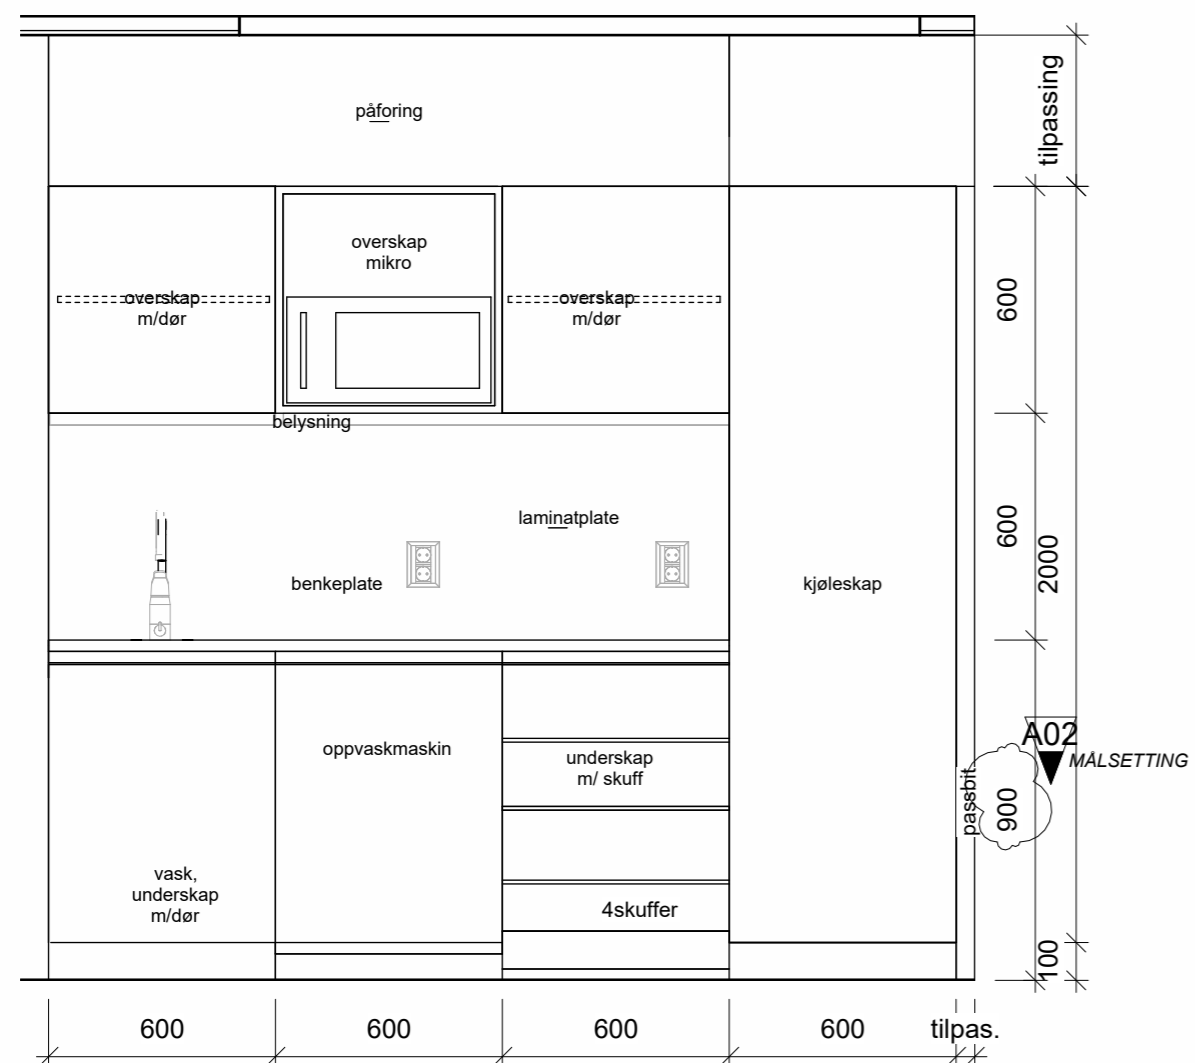 påforing
tilpassing
overskap
mikro
overskap
m/dør
overskap
m/dør
600
belysning
laminatplate
600
2000
benkeplate
kjøleskap
A02
MÅLSETTING
oppvaskmaskin
underskap
m/ skuff
passbit
900
vask,
underskap
m/dør
4skuffer
100
600
600
600
600
tilpas.